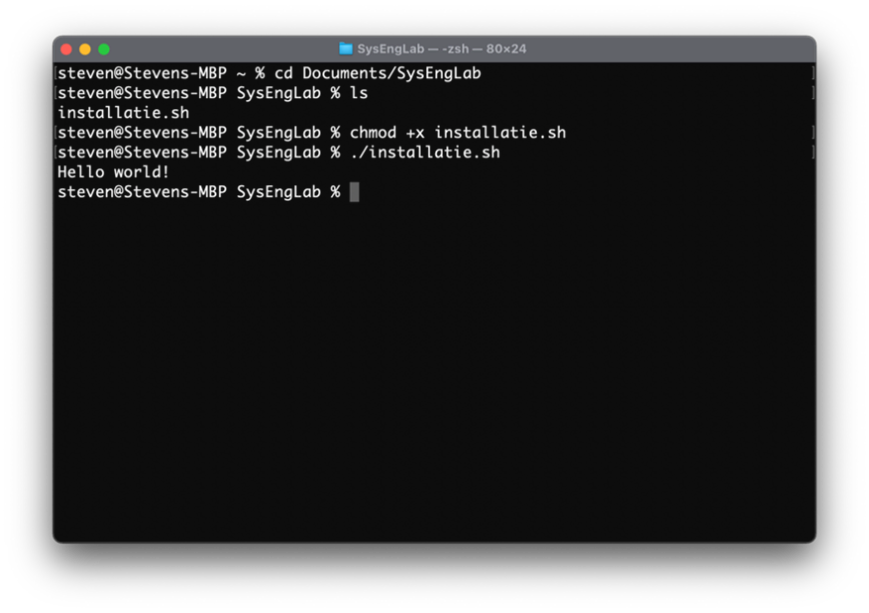 SysEngLab — -zsh — 80×24
[steven@Stevens-MBP ~ % cd Documents/SysEngLab ]
[steven@Stevens-MBP SysEngLab % ls ]
installatie.sh
[steven@Stevens-MBP SysEngLab % chmod +x installatie.sh ]
[steven@Stevens-MBP SysEngLab % ./installatie.sh ]
Hello world!
steven@Stevens-MBP SysEngLab %